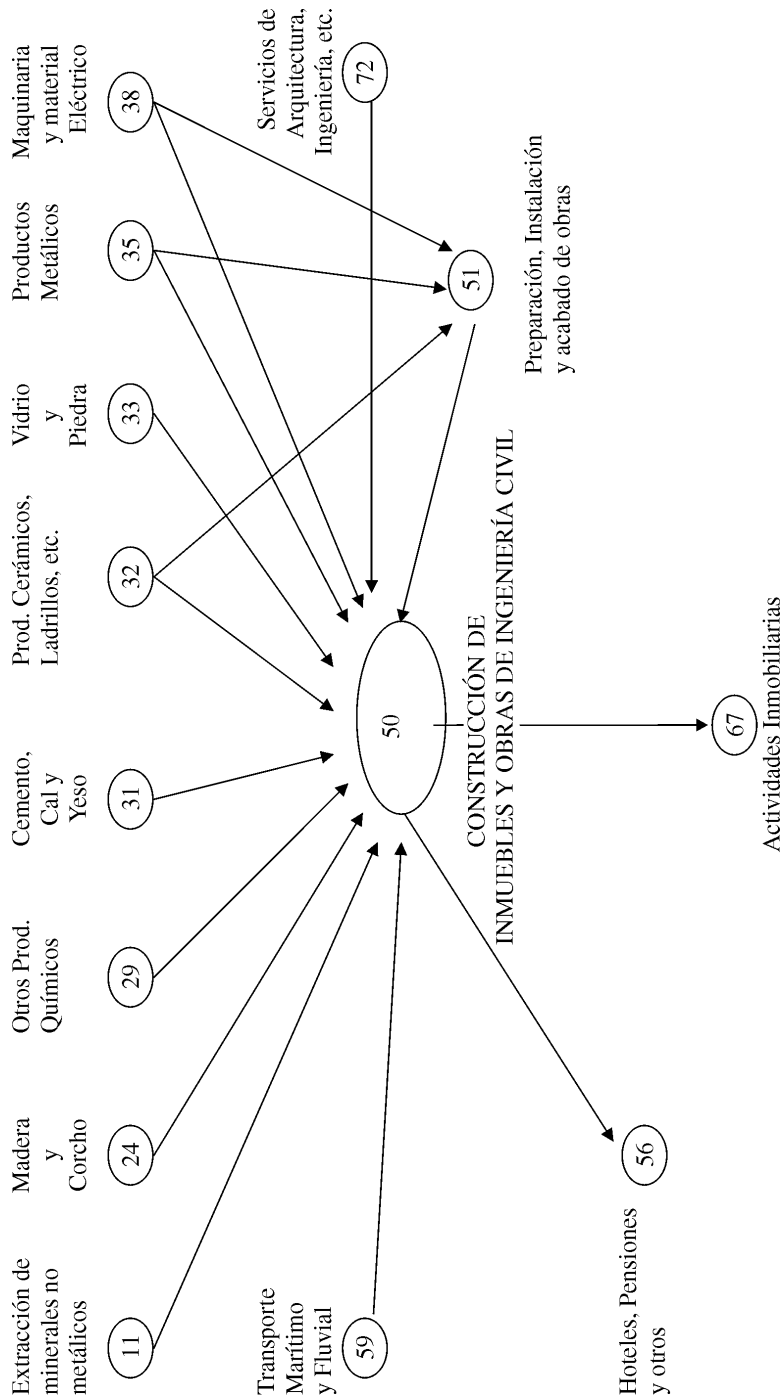 Extracción de
minerales no
metálicos
11
Madera
y
Corcho
24
Otros Prod.
Químicos
29
Cemento,
Cal y
Yeso
31
Prod. Cerámicos,
Ladrillos, etc.
32
Vidrio
y
Piedra
33
Productos
Metálicos
35
Maquinaria
y material
Eléctrico
38
Transporte
Marítimo
y Fluvial
59
Servicios de
Arquitectura,
Ingeniería, etc.
72
50
CONSTRUCCIÓN DE
INMUEBLES Y OBRAS DE INGENIERÍA CIVIL
51
Preparación, Instalación
y acabado de obras
Hoteles, Pensiones
y otros
56
67
Actividades Inmobiliarias